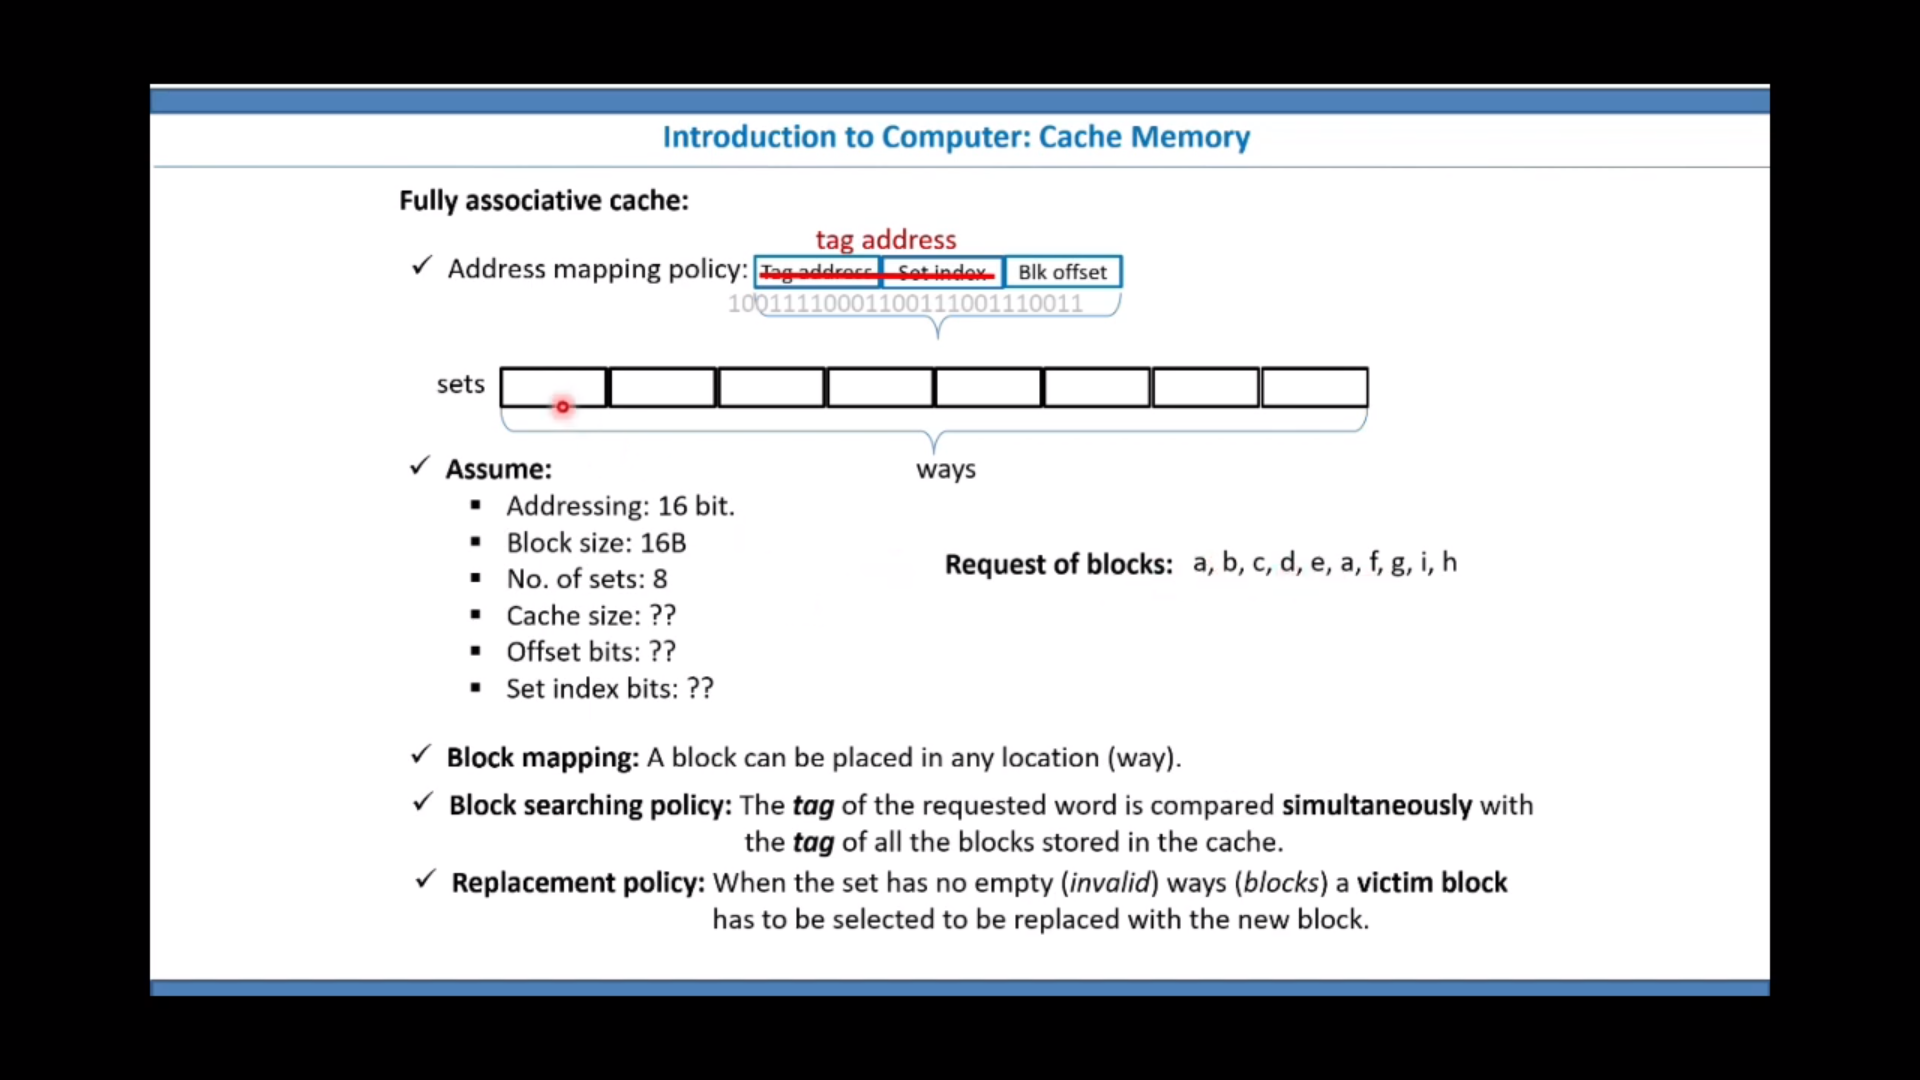 Introduction to Computer: Cache Memory
Fully associative cache:
tag address
✓ Address mapping policy: Tag address Set index Blk offset
10011110001100111001110011
sets
ways
✓ Assume:
▪ Addressing: 16 bit.
▪ Block size: 16B
▪ No. of sets: 8
▪ Cache size: ??
▪ Offset bits: ??
▪ Set index bits: ??
Request of blocks: a, b, c, d, e, a, f, g, i, h
✓ Block mapping: A block can be placed in any location (way).
✓ Block searching policy: The tag of the requested word is compared simultaneously with
the tag of all the blocks stored in the cache.
✓ Replacement policy: When the set has no empty (invalid) ways (blocks) a victim block
has to be selected to be replaced with the new block.